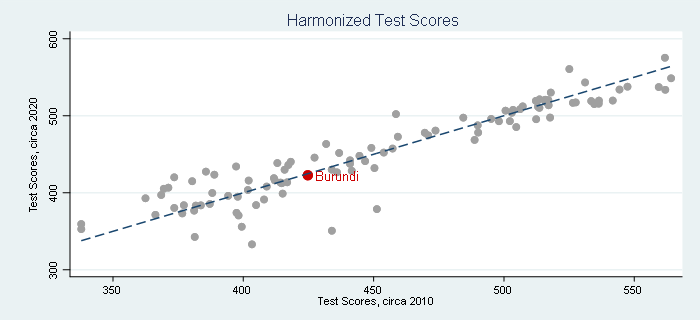 Harmonized Test Scores
600
500
400
300
Test Scores, circa 2020
Burundi
350
400
450
500
550
Test Scores, circa 2010